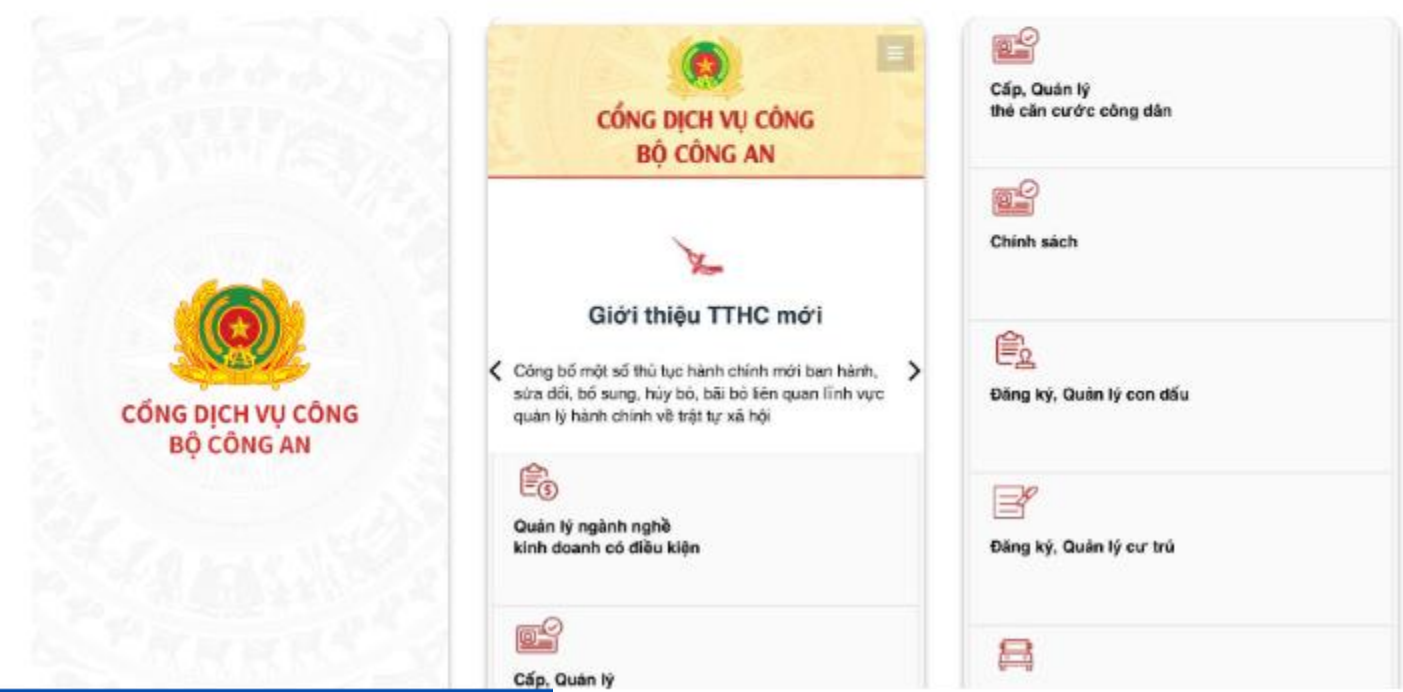 CỔNG DỊCH VỤ CÔNG
BỘ CÔNG AN
CỔNG DỊCH VỤ CÔNG
BỘ CÔNG AN
Giới thiệu TTHC mới
Công bố một số thủ tục hành chính mới ban hành,
sửa đổi, bổ sung, hủy bỏ, bãi bỏ liên quan lĩnh vực
quản lý hành chính về trật tự xã hội
Quản lý ngành nghề
kinh doanh có điều kiện
Cấp, Quản lý
Cấp, Quản lý
thẻ căn cước công dân
Chính sách
Đăng ký, Quản lý con dấu
Đăng ký, Quản lý cư trú